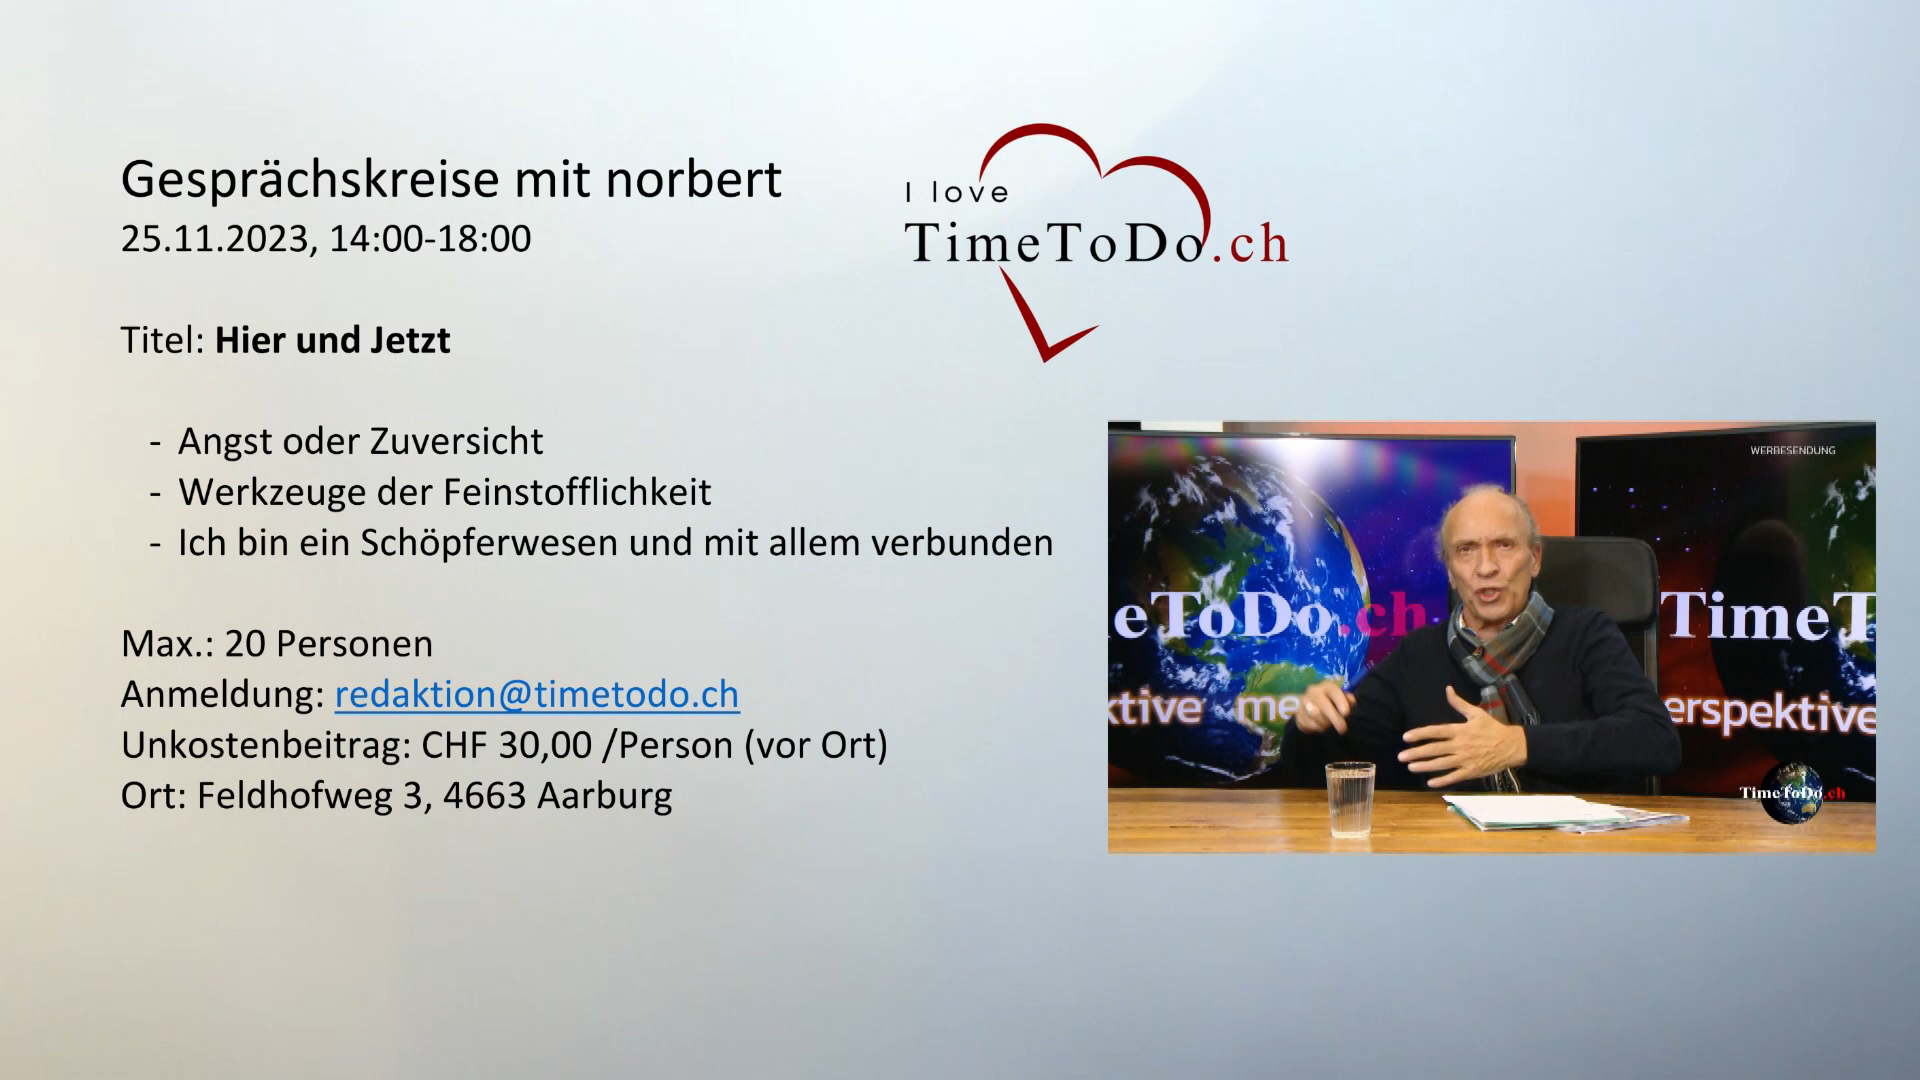 Gesprächskreise mit norbert
25.11.2023, 14:00-18:00
I love
TimeToDo.ch
Titel: Hier und Jetzt
- Angst oder Zuversicht
- Werkzeuge der Feinstofflichkeit
- Ich bin ein Schöpferwesen und mit allem verbunden
Max.: 20 Personen
Anmeldung: redaktion@timetodo.ch
Unkostenbeitrag: CHF 30,00 /Person (vor Ort)
Ort: Feldhofweg 3, 4663 Aarburg
WERBESENDUNG
eToDo.ch
TimeT
ktive me
erspektive
TimeToDo.ch